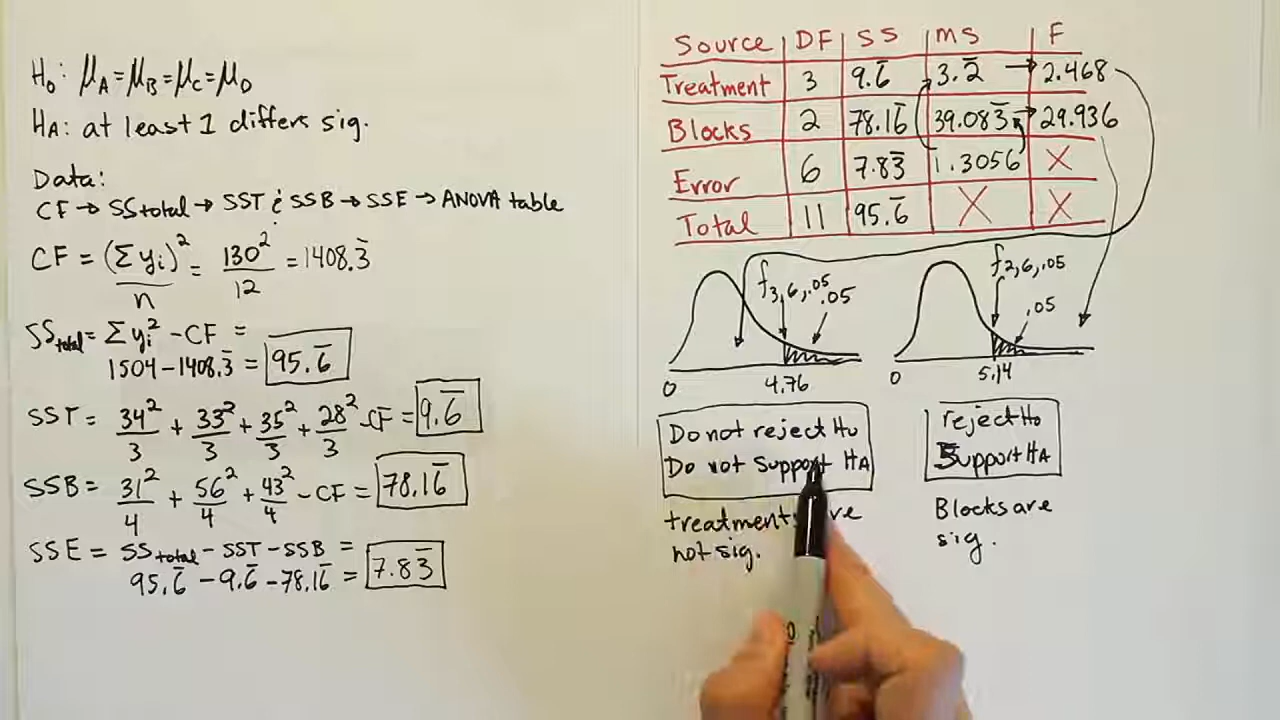 H₀: μA=μB=μC=μD
HA: at least 1 differs sig.
Data:
CF → SStotal → SST & SSB → SSE → ANOVA table
CF = (Σyi)²/n = 130²/12 = 1408.3̅
SStotal = Σyi² - CF =
1504 - 1408.3̅ = 95.6̅
SST = 34²/3 + 33²/3 + 35²/3 + 28²/3 - CF = 9.6̅
SSB = 31²/4 + 56²/4 + 43²/4 - CF = 78.16̅
SSE = SStotal - SST - SSB =
95.6̅ - 9.6̅ - 78.16̅ = 7.83̅
Source DF SS MS F
Treatment 3 9.6̅ 3.2̅ → 2.468
Blocks 2 78.16̅ 39.083̅ → 29.936
Error 6 7.83̅ 1.3056 X
Total 11 95.6̅ X X
f3,6,.05
.05
0 4.76
f2,6,.05
.05
0 5.14
Do not reject H₀
Do not support HA
treatments
not sig.
reject H₀
Support HA
Blocks are
sig.